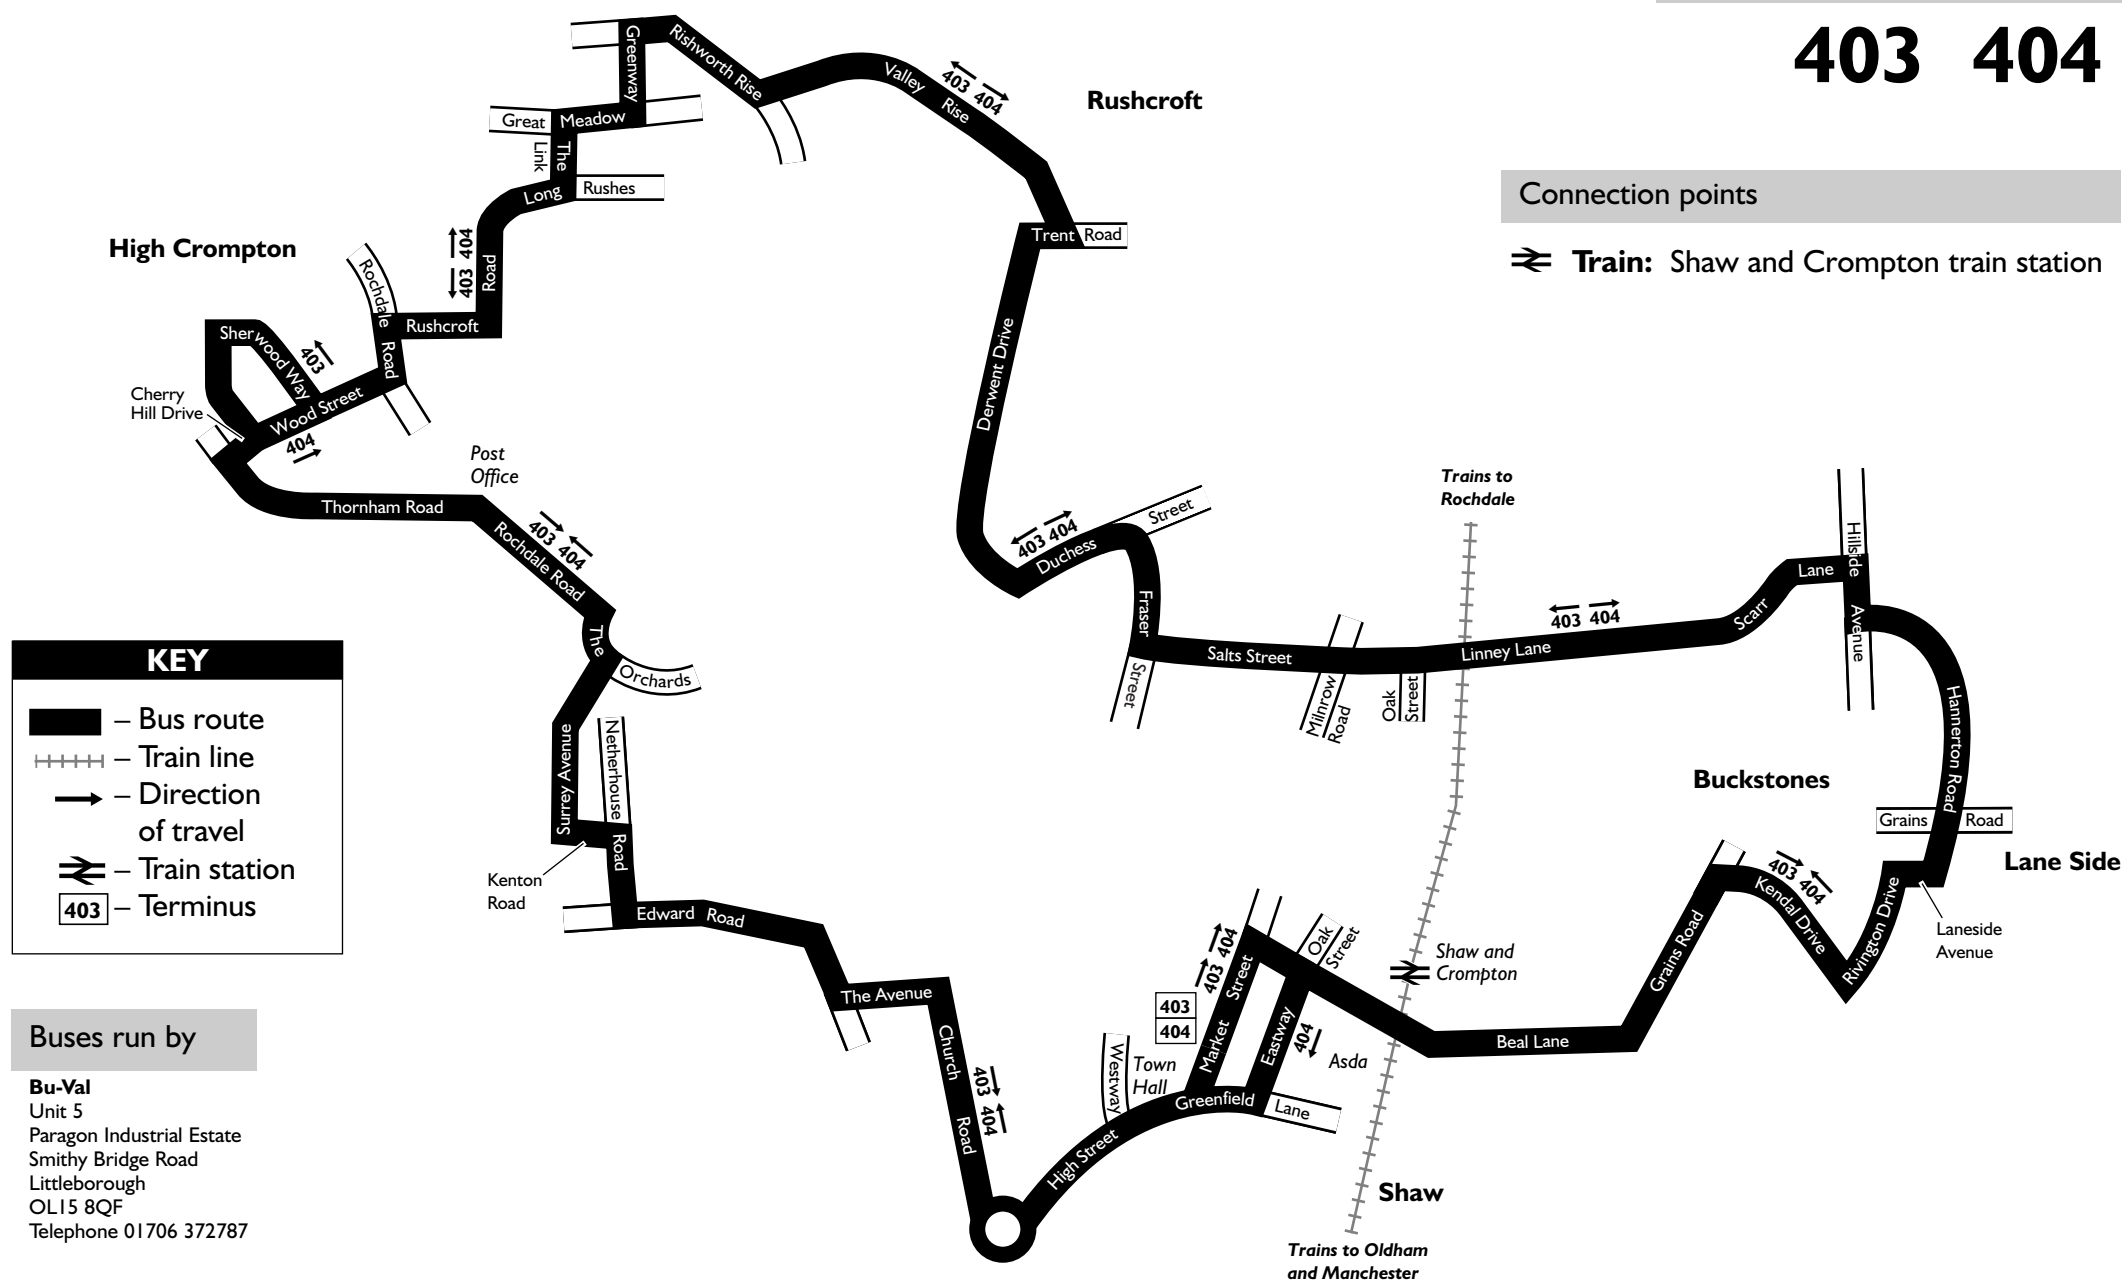 403 404
Connection points
Train: Shaw and Crompton train station
Rushcroft
High Crompton
Buckstones
Lane Side
Shaw
Greenway
Rishworth Rise
Valley
Rise
403 404
Great Meadow
The
Link
Long Rushes
404
403
Road
Rushcroft
Rochdale
Road
Sherwood Way
403
Cherry
Hill Drive
Wood Street
404
Post
Office
Thornham Road
403 404
Rochdale Road
The
Orchards
Surrey Avenue
Netherhouse
Road
Kenton
Road
Edward Road
The Avenue
Church
Road
403 404
High Street
Westway
Town
Hall
Greenfield
Lane
403
404
Market Street
403 404
Eastway
404
Asda
Oak
Street
Shaw and
Crompton
Beal Lane
Grains Road
Kendal Drive
403 404
Rivington Drive
Laneside
Avenue
Grains Road
Hannerton Road
Hillside
Avenue
Scarr Lane
403 404
Linney Lane
Trains to
Rochdale
Oak
Street
Milnrow
Road
Salts Street
Fraser
Street
Duchess
Street
403 404
Derwent Drive
Trent Road
Trains to Oldham
and Manchester
KEY
– Bus route
– Train line
– Direction
of travel
– Train station
403 – Terminus
Buses run by
Bu-Val
Unit 5
Paragon Industrial Estate
Smithy Bridge Road
Littleborough
OL15 8QF
Telephone 01706 372787